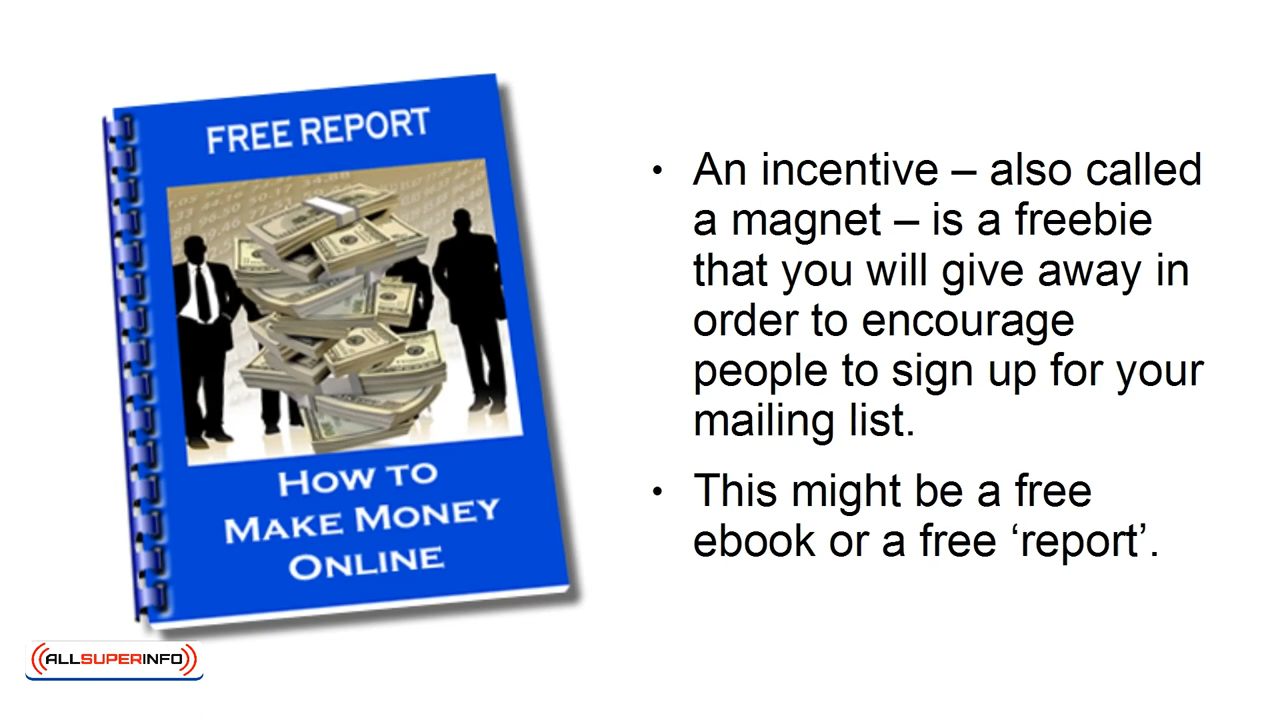 FREE REPORT
HOW TO
MAKE MONEY
ONLINE
• An incentive – also called
a magnet – is a freebie
that you will give away in
order to encourage
people to sign up for your
mailing list.
• This might be a free
ebook or a free ‘report’.
ALLSUPERINFO